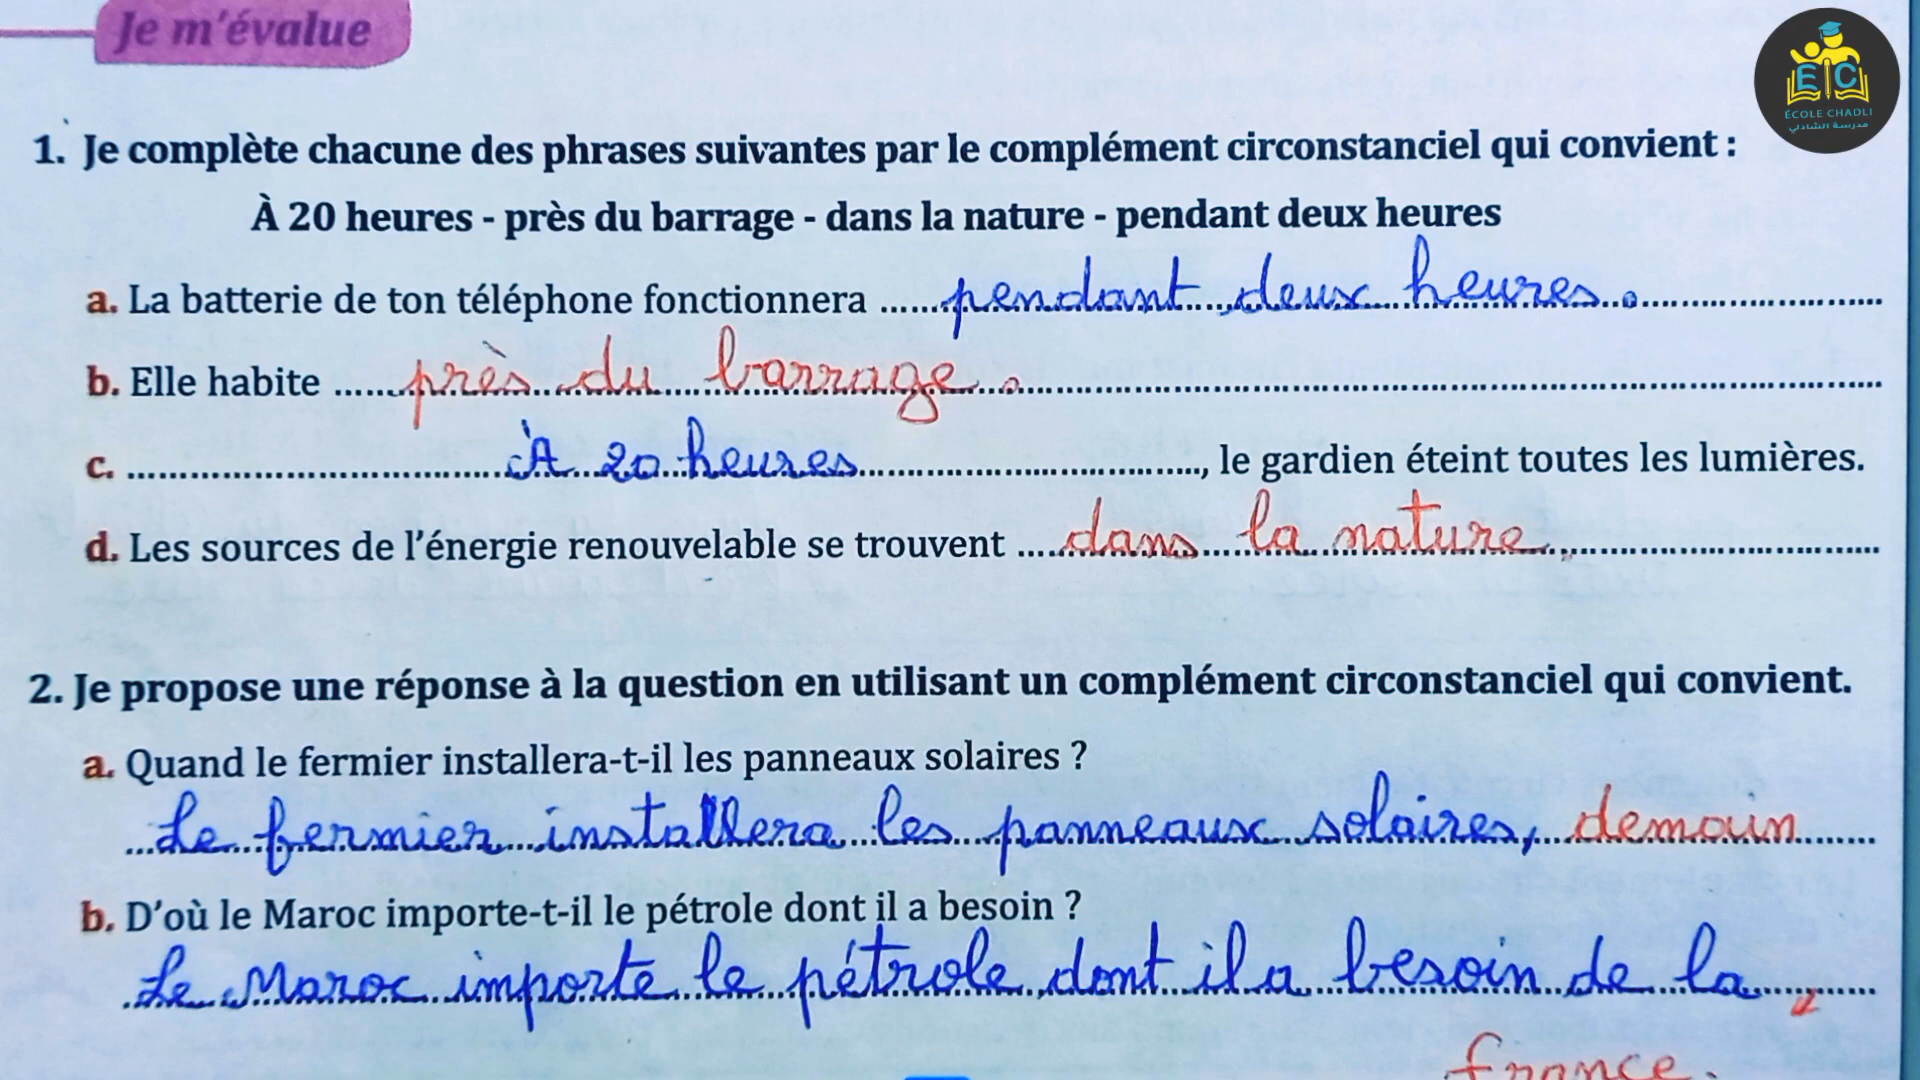 Je m'évalue
E C
ÉCOLE CHADLI
مدرسة الشادلي
1. Je complète chacune des phrases suivantes par le complément circonstanciel qui convient :
À 20 heures - près du barrage - dans la nature - pendant deux heures
a. La batterie de ton téléphone fonctionnera ...... pendant deux heures.
b. Elle habite ...... près du barrage.
c. ...... À 20 heures ......, le gardien éteint toutes les lumières.
d. Les sources de l'énergie renouvelable se trouvent ...... dans la nature.
2. Je propose une réponse à la question en utilisant un complément circonstanciel qui convient.
a. Quand le fermier installera-t-il les panneaux solaires ?
Le fermier installera les panneaux solaires, demain
b. D'où le Maroc importe-t-il le pétrole dont il a besoin ?
Le Maroc importe le pétrole dont il a besoin de la
france.